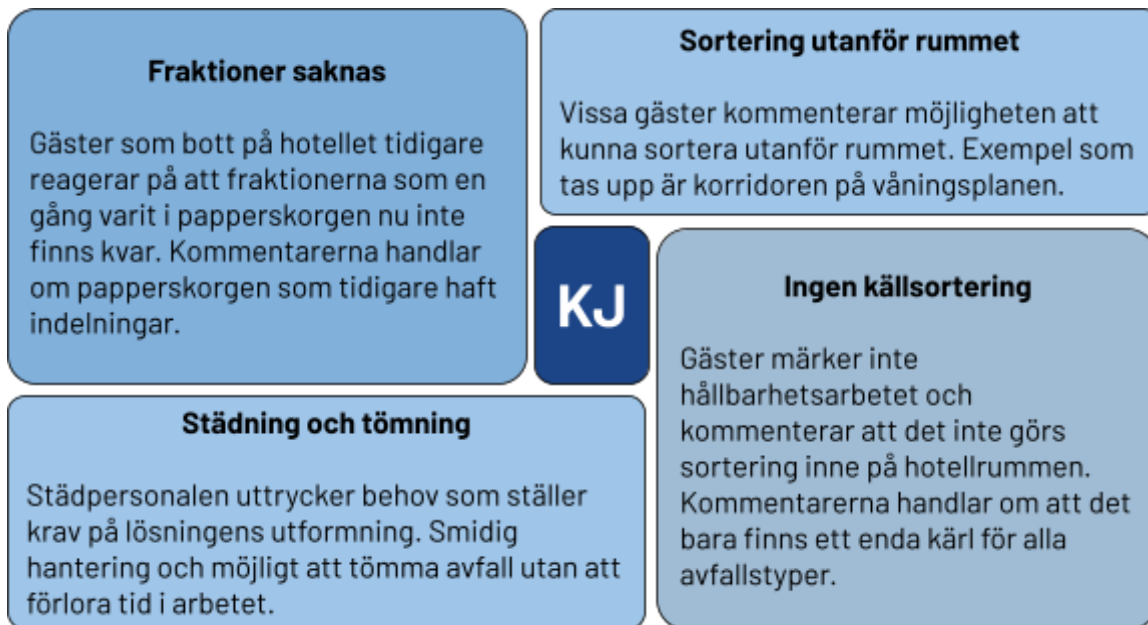 Fraktioner saknas
Gäster som bott på hotellet tidigare
reagerar på att fraktionerna som en
gång varit i papperskorgen nu inte
finns kvar. Kommentarerna handlar
om papperskorgen som tidigare haft
indelningar.
Sortering utanför rummet
Vissa gäster kommenterar möjligheten att
kunna sortera utanför rummet. Exempel som
tas upp är korridoren på våningsplanen.
KJ
Ingen källsortering
Gäster märker inte
hållbarhetsarbetet och
kommenterar att det inte görs
sortering inne på hotellrummen.
Kommentarerna handlar om att det
bara finns ett enda kärl för alla
avfallstyper.
Städning och tömning
Städpersonalen uttrycker behov som ställer
krav på lösningens utformning. Smidig
hantering och möjligt att tömma avfall utan att
förlora tid i arbetet.